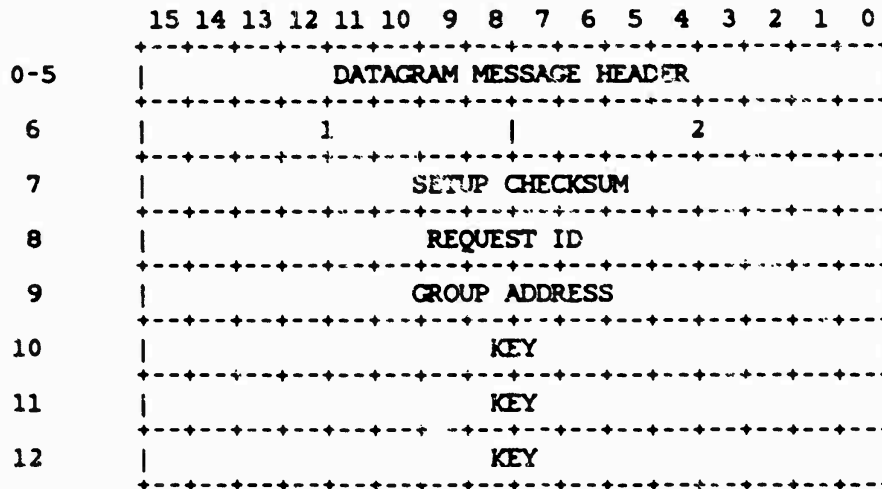 15 14 13 12 11 10 9 8 7 6 5 4 3 2 1 0
+--+--+--+--+--+--+--+--+--+--+--+--+--+--+--+--
0-5 | DATAGRAM MESSAGE HEADER
+--+--+--+--+--+--+--+--+--+--+--+--+--+--+--+--
6 | 1 | 2
+--+--+--+--+--+--+--+--+--+--+--+--+--+--+--+--
7 | SETUP CHECKSUM
+--+--+--+--+--+--+--+--+--+--+--+--+--+--+--+--
8 | REQUEST ID
+--+--+--+--+--+--+--+--+--+--+--+--+--+--+--+--
9 | GROUP ADDRESS
+--+--+--+--+--+--+--+--+--+--+--+--+--+--+--+--
10 | KEY
+--+--+--+--+--+--+--+--+--+--+--+--+--+--+--+--
11 | KEY
+--+--+--+--+--+--+--+--+--+--+--+--+--+--+--+--
12 | KEY
+--+--+--+--+--+--+--+--+--+--+--+--+--+--+--+--